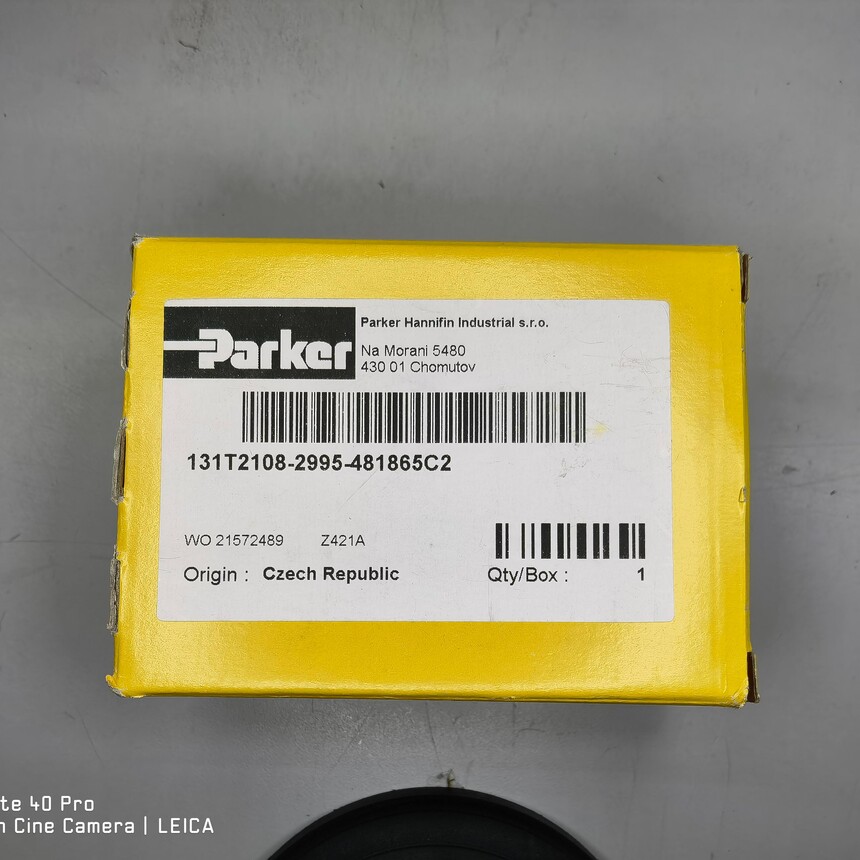 Parker
Parker Hannifin Industrial s.r.o.
Na Morani 5480
430 01 Chomutov
131T2108-2995-481865C2
WO 21572489 Z421A
Origin : Czech Republic Qty/Box : 1
40 Pro
Cine Camera | LEICA